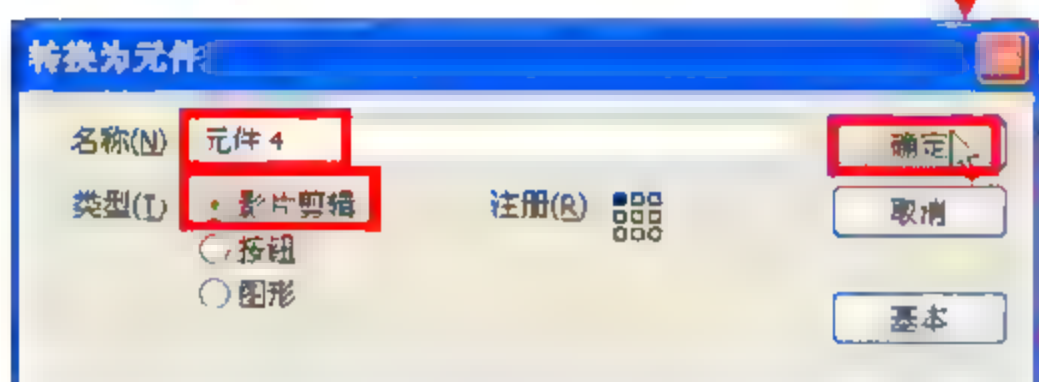 转换为元件
名称(N) 元件 4 确定
类型(T) 影片剪辑 注册(R) 取消
按钮
图形
基本